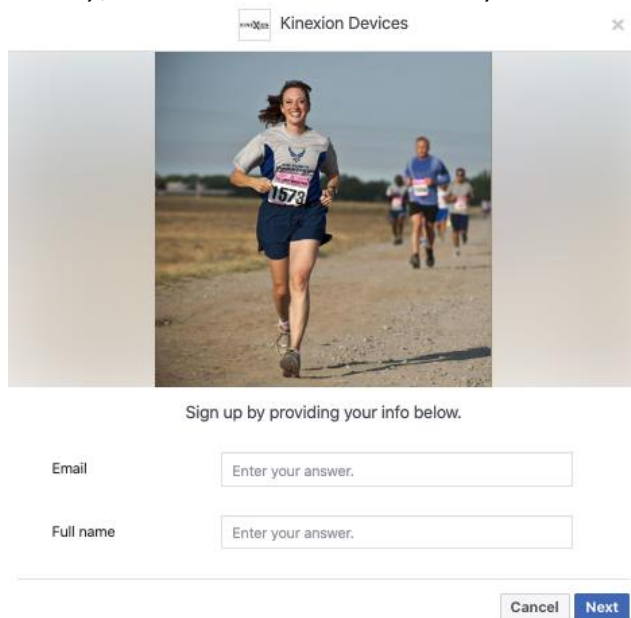 KINEXION
Kinexion Devices
×
1573
Sign up by providing your info below.
Email
Enter your answer.
Full name
Enter your answer.
Cancel
Next